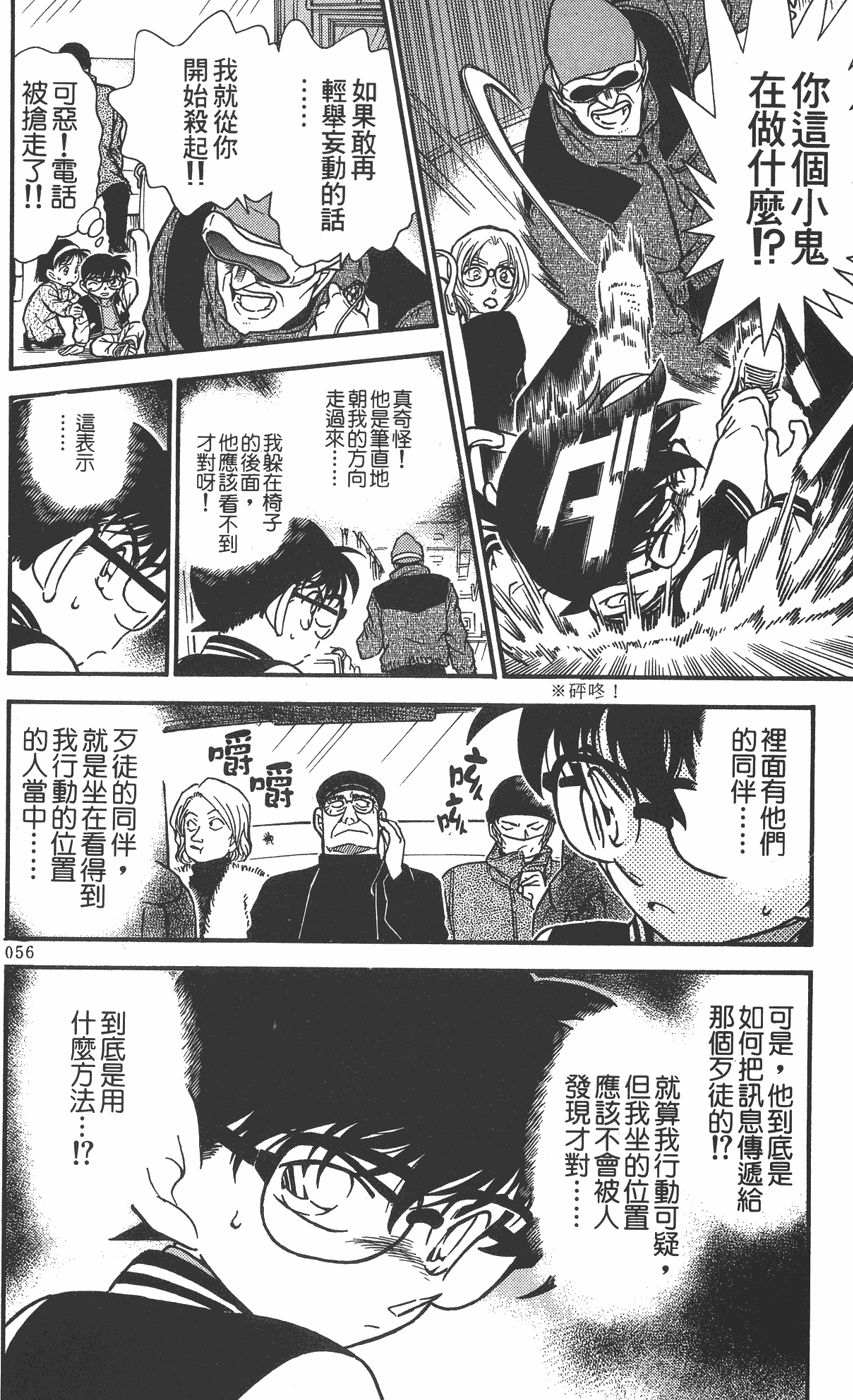 你這個小鬼
在做什麼!?
ダッ
※砰咚！
如果敢再
輕舉妄動的話
……
我就從你
開始殺起!!
可惡！電話
被搶走了!!
真奇怪！
他是筆直地
朝我的方向
走過來……
我躲在椅子
的後面，
他應該看不到
才對呀！
這表示
……
裡面有他們
的同伴……
咳
咳
嚼
嚼
歹徒的同伴，
就是坐在看得到
我行動的位置
的人當中……
056
可是，他到底是
如何把訊息傳遞給
那個歹徒的!?
就算我行動可疑，
但我坐的位置
應該不會被人
發現才對……
到底是用
什麼方法…!?